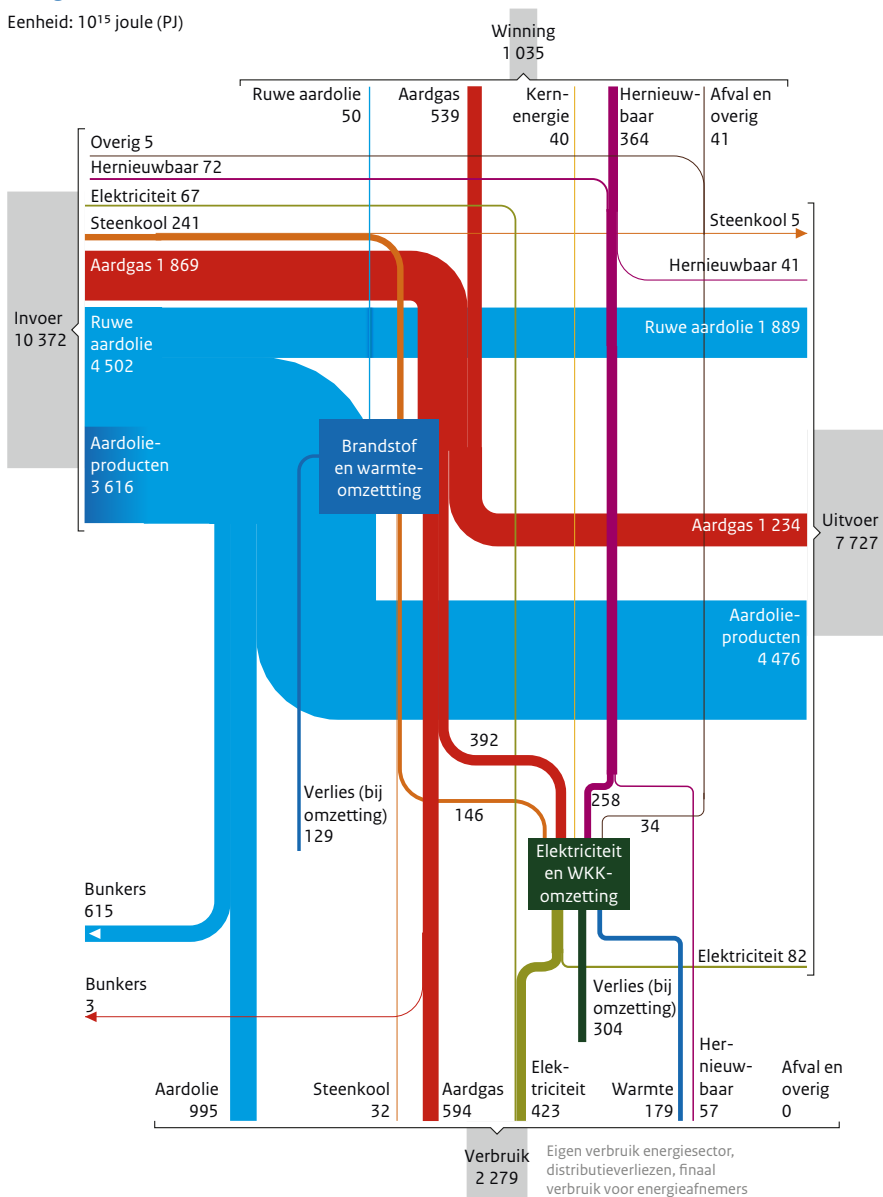 Eenheid: 10¹⁵ joule (PJ)
Winning
1 035
Ruwe aardolie
50
Aardgas
539
Kern-
energie
40
Hernieuw-
baar
364
Afval en
overig
41
Invoer
10 372
Overig 5
Hernieuwbaar 72
Elektriciteit 67
Steenkool 241
Aardgas 1 869
Ruwe
aardolie
4 502
Aardolie-
producten
3 616
Steenkool 5
Hernieuwbaar 41
Ruwe aardolie 1 889
Aardgas 1 234
Aardolie-
producten
4 476
Uitvoer
7 727
Brandstof
en warmte-
omzettting
392
Verlies (bij
omzetting)
129
146
258
34
Elektriciteit
en WKK-
omzetting
Bunkers
615
Elektriciteit 82
Bunkers
3
Verlies (bij
omzetting)
304
Aardolie
995
Steenkool
32
Aardgas
594
Elek-
triciteit
423
Warmte
179
Her-
nieuw-
baar
57
Afval en
overig
0
Verbruik
2 279
Eigen verbruik energiesector,
distributieverliezen, finaal
verbruik voor energieafnemers